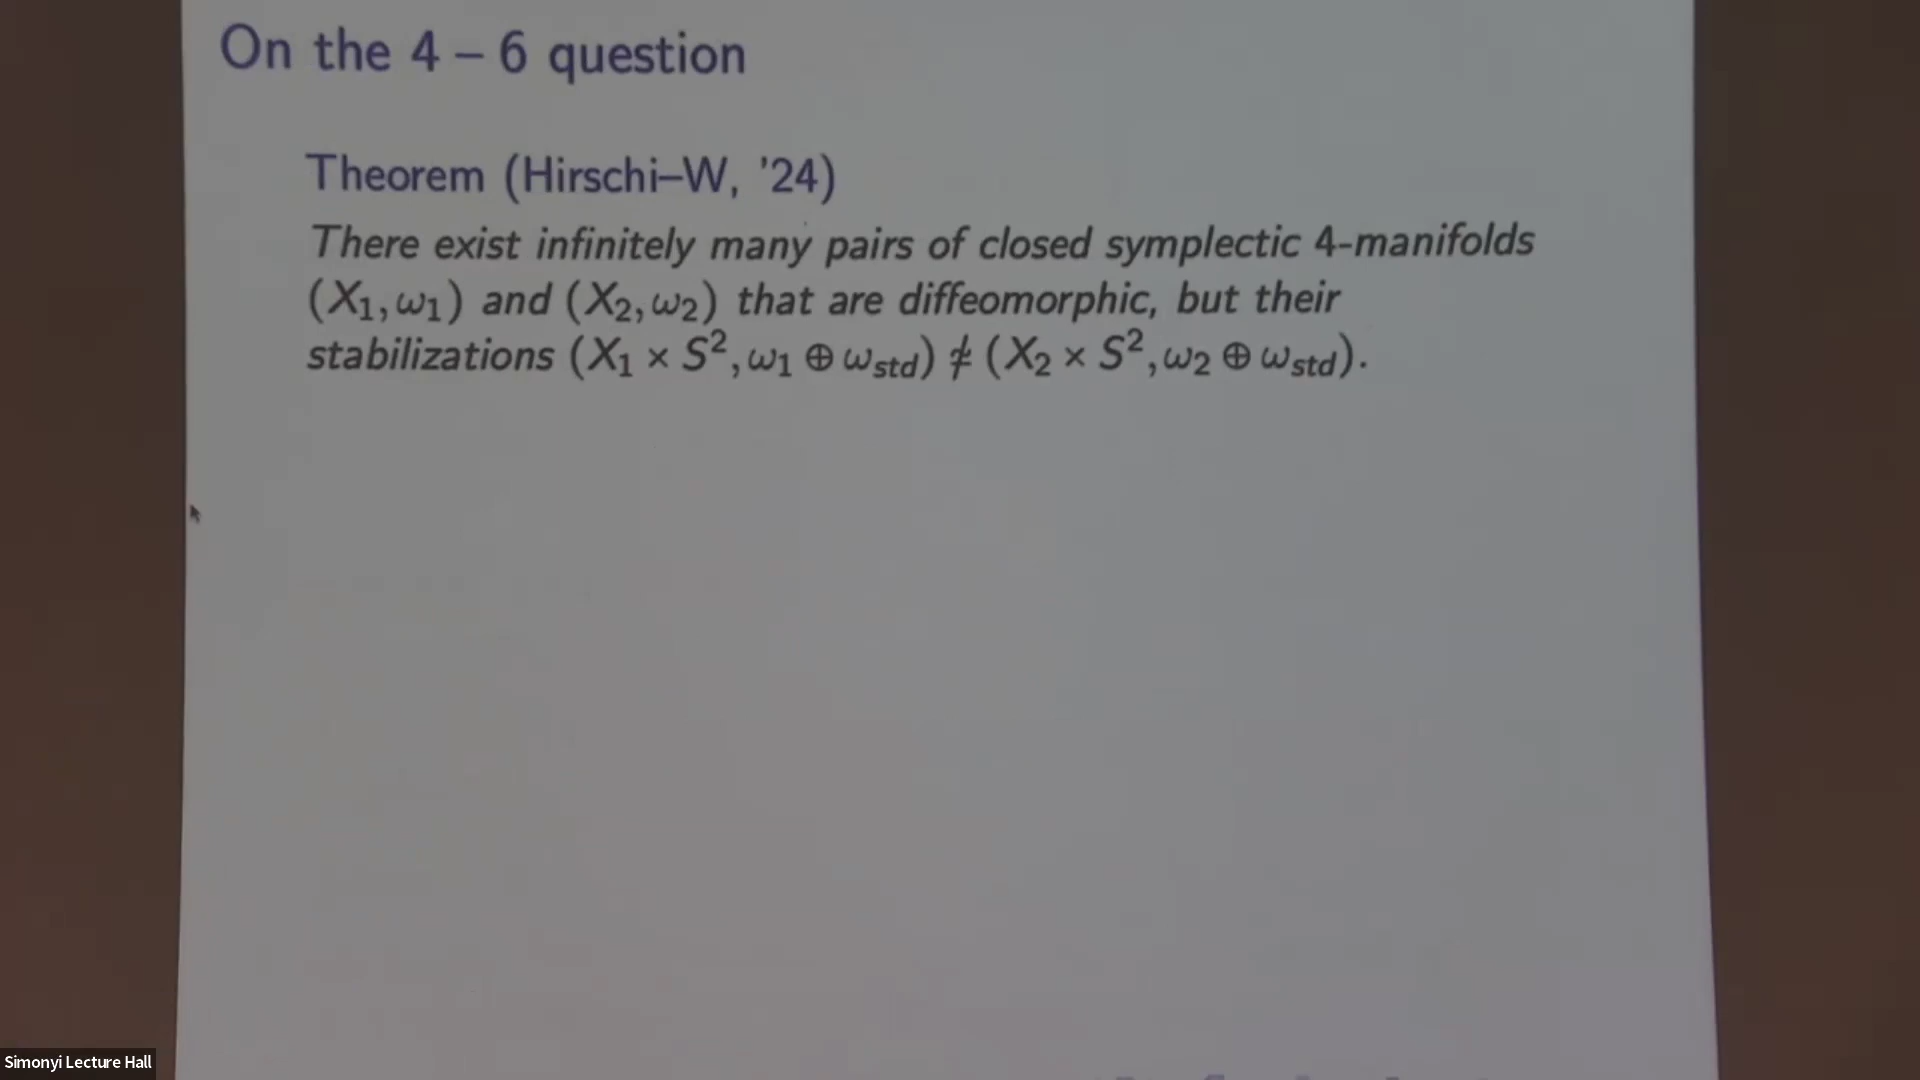 On the 4 – 6 question
Theorem (Hirschi–W, ’24)
There exist infinitely many pairs of closed symplectic 4-manifolds
(X₁, ω₁) and (X₂, ω₂) that are diffeomorphic, but their
stabilizations (X₁ × S², ω₁ ⊕ ω_std) ≄ (X₂ × S², ω₂ ⊕ ω_std).
Simonyi Lecture Hall